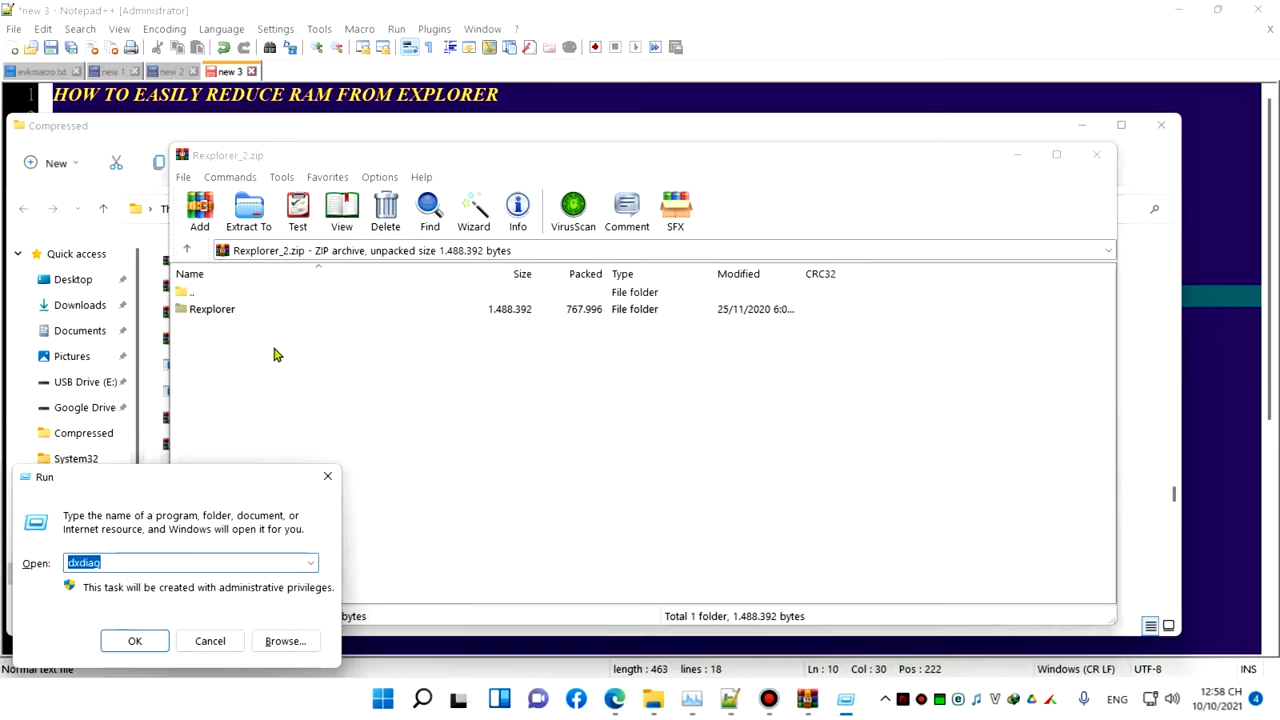 *new 3 - Notepad++ [Administrator]
File Edit Search View Encoding Language Settings Tools Macro Run Plugins Window ? X
evkmacro.txt new 1 new 2 new 3
1 HOW TO EASILY REDUCE RAM FROM EXPLORER
Compressed
New
Rexplorer_2.zip
File Commands Tools Favorites Options Help
Add Extract To Test View Delete Find Wizard Info VirusScan Comment SFX
Th
Rexplorer_2.zip - ZIP archive, unpacked size 1.488.392 bytes
Name Size Packed Type Modified CRC32
.. File folder
Rexplorer 1.488.392 767.996 File folder 25/11/2020 6:0...
Quick access
Desktop
Downloads
Documents
Pictures
USB Drive (E:)
Google Drive
Compressed
System32
Run
Type the name of a program, folder, document, or
Internet resource, and Windows will open it for you.
Open: dxdiag
This task will be created with administrative privileges.
OK Cancel Browse...
bytes Total 1 folder, 1.488.392 bytes
Normal text file length : 463 lines : 18 Ln : 10 Col : 30 Pos : 222 Windows (CR LF) UTF-8 INS
ENG 12:58 CH
10/10/2021 4